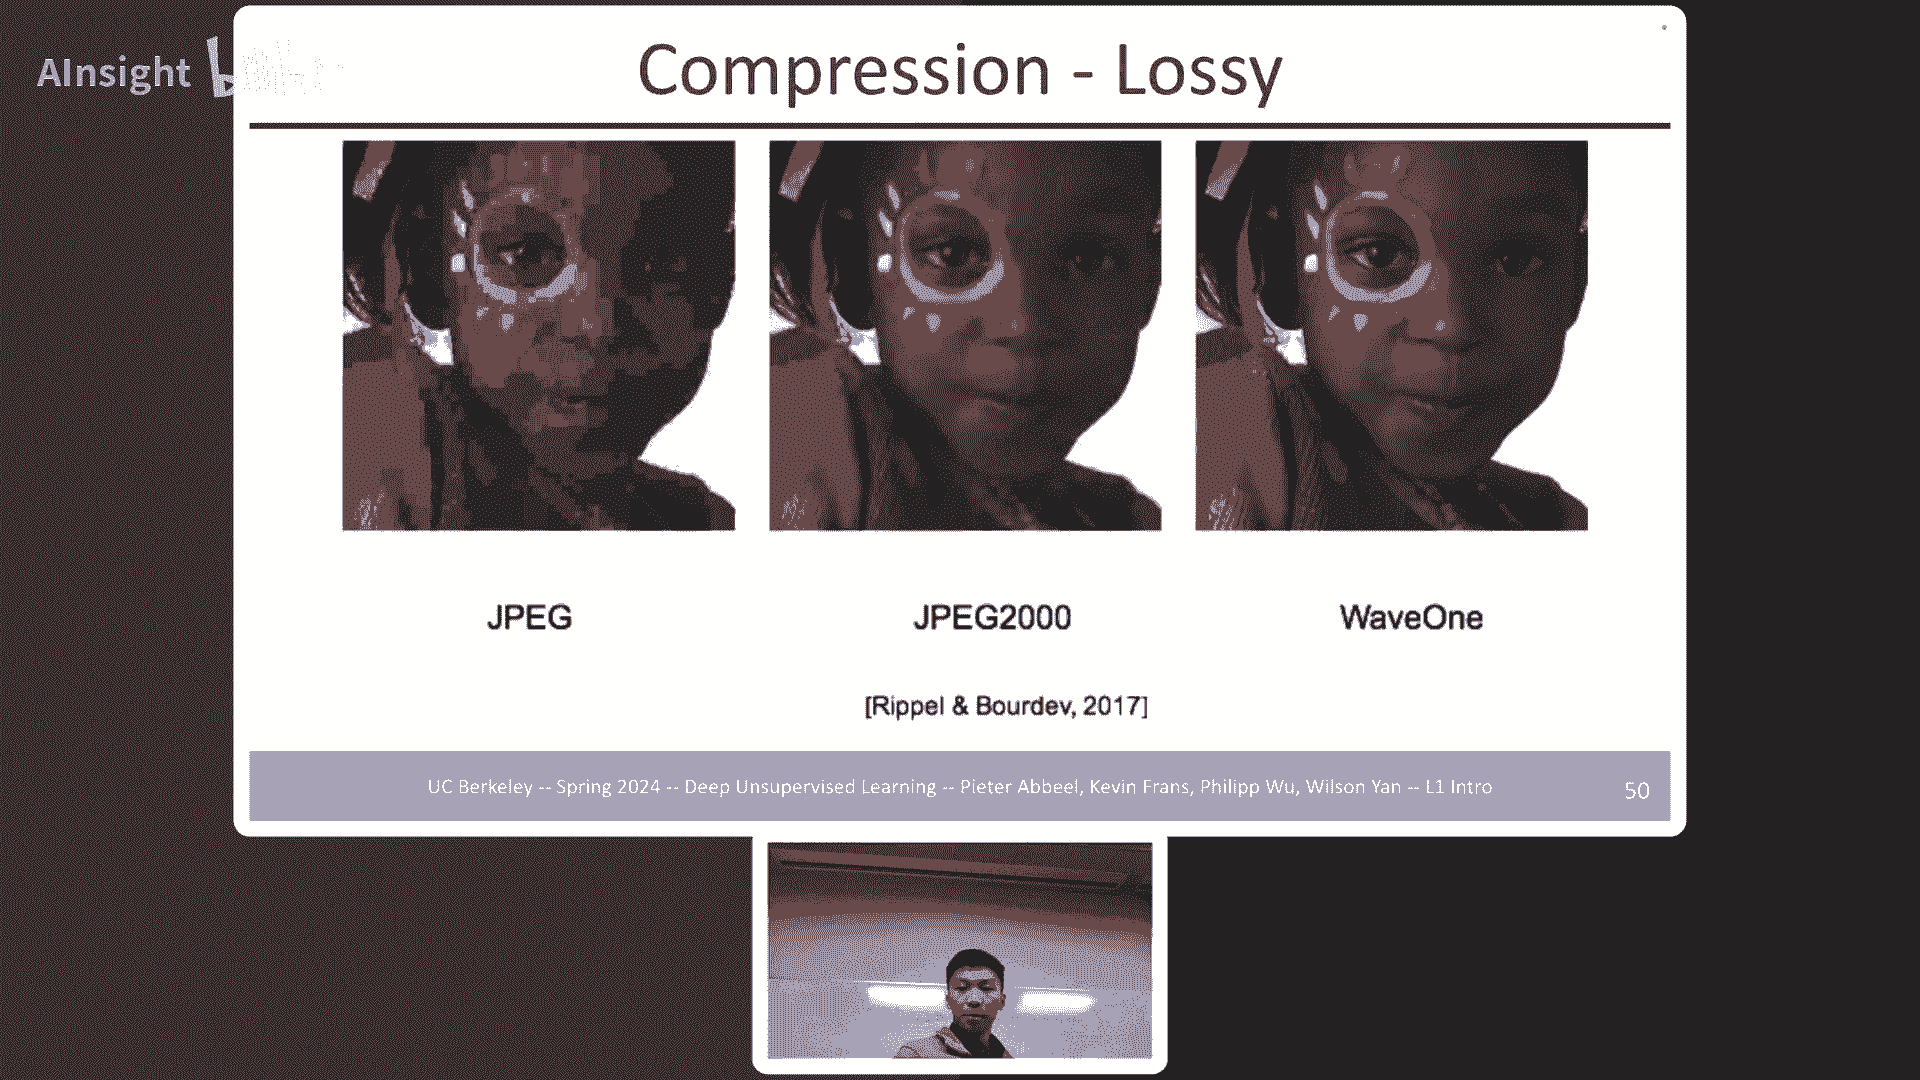 AInsight
Compression - Lossy
JPEG
JPEG2000
WaveOne
[Rippel & Bourdev, 2017]
UC Berkeley -- Spring 2024 -- Deep Unsupervised Learning -- Pieter Abbeel, Kevin Frans, Philipp Wu, Wilson Yan -- L1 Intro
50